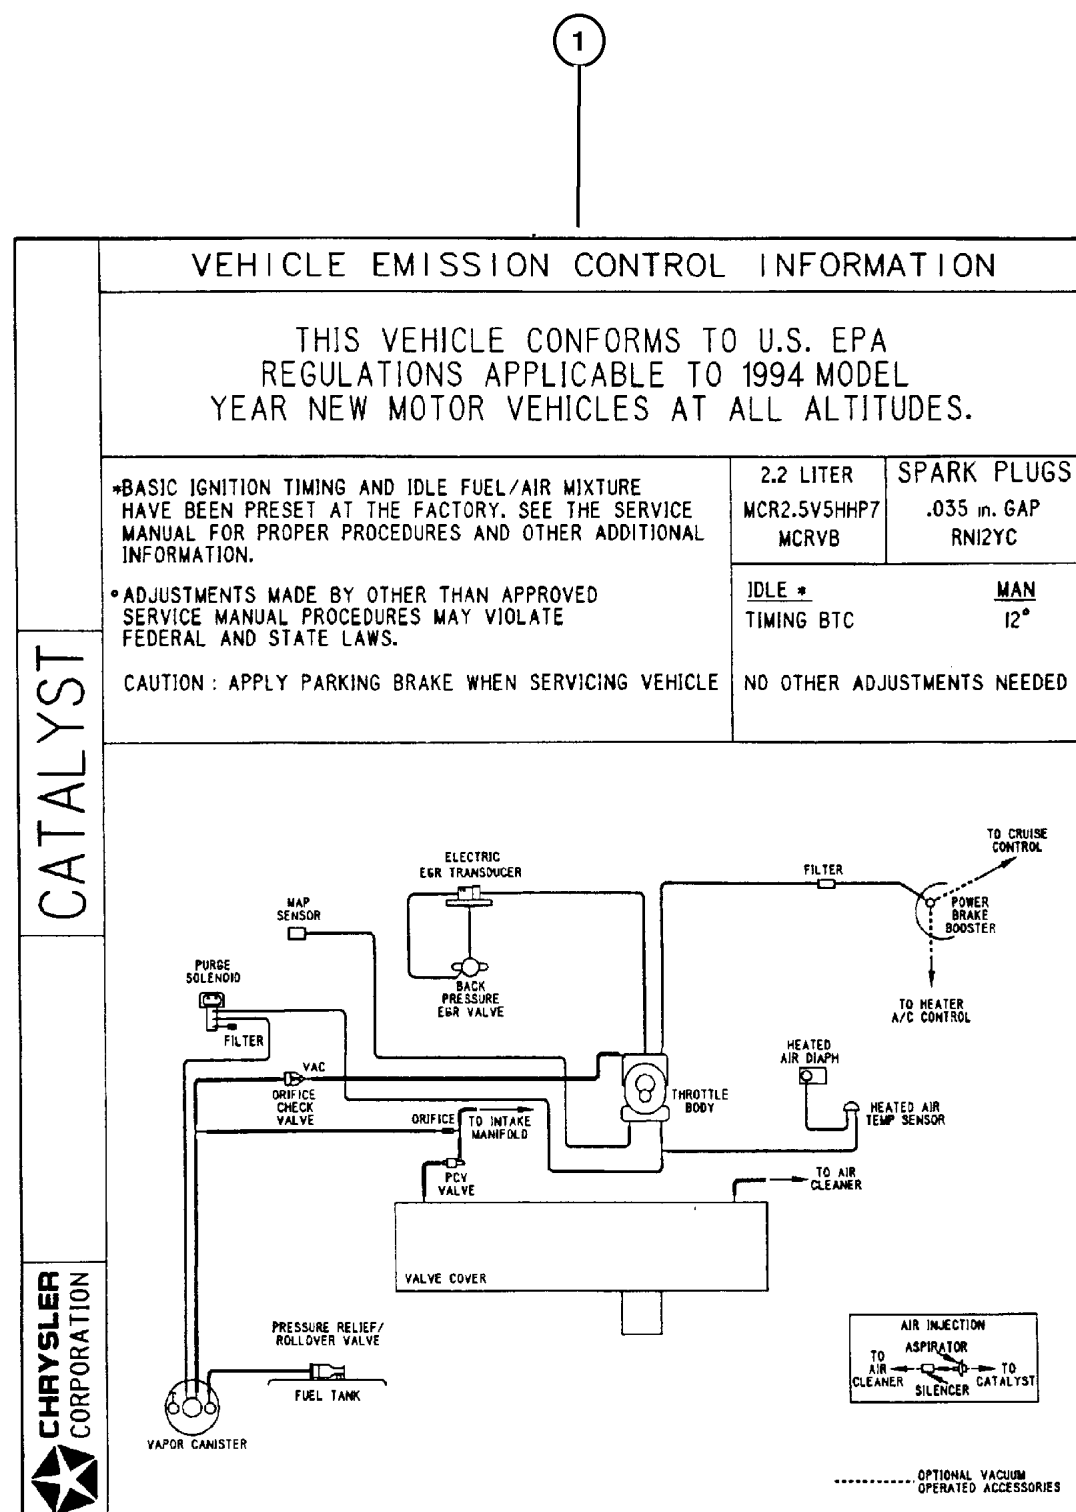 1
VEHICLE EMISSION CONTROL INFORMATION
THIS VEHICLE CONFORMS TO U.S. EPA
REGULATIONS APPLICABLE TO 1994 MODEL
YEAR NEW MOTOR VEHICLES AT ALL ALTITUDES.
*BASIC IGNITION TIMING AND IDLE FUEL/AIR MIXTURE
HAVE BEEN PRESET AT THE FACTORY. SEE THE SERVICE
MANUAL FOR PROPER PROCEDURES AND OTHER ADDITIONAL
INFORMATION.
°ADJUSTMENTS MADE BY OTHER THAN APPROVED
SERVICE MANUAL PROCEDURES MAY VIOLATE
FEDERAL AND STATE LAWS.
CAUTION : APPLY PARKING BRAKE WHEN SERVICING VEHICLE
2.2 LITER
MCR2.5V5HHP7
MCRVB
SPARK PLUGS
.035 in. GAP
RN12YC
IDLE * MAN
TIMING BTC 12°
NO OTHER ADJUSTMENTS NEEDED
CATALYST
CHRYSLER
CORPORATION
TO CRUISE
CONTROL
ELECTRIC
EGR TRANSDUCER
FILTER
MAP
SENSOR
POWER
BRAKE
BOOSTER
PURGE
SOLENOID
BACK
PRESSURE
EGR VALVE
TO HEATER
A/C CONTROL
FILTER
HEATED
AIR DIAPH
VAC
ORIFICE
CHECK
VALVE
THROTTLE
BODY
ORIFICE
TO INTAKE
MANIFOLD
HEATED AIR
TEMP SENSOR
PCV
VALVE
TO AIR
CLEANER
VALVE COVER
PRESSURE RELIEF/
ROLLOVER VALVE
FUEL TANK
VAPOR CANISTER
AIR INJECTION
ASPIRATOR
TO
AIR
CLEANER
SILENCER
TO
CATALYST
OPTIONAL VACUUM
OPERATED ACCESSORIES